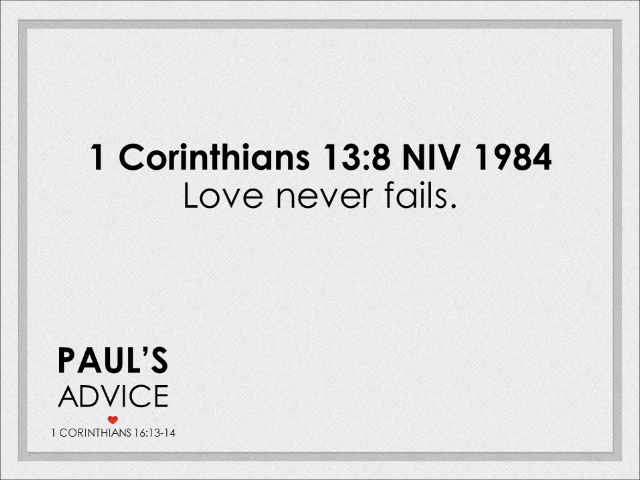 1 Corinthians 13:8 NIV 1984
Love never fails.
PAUL’S
ADVICE
1 CORINTHIANS 16:13-14